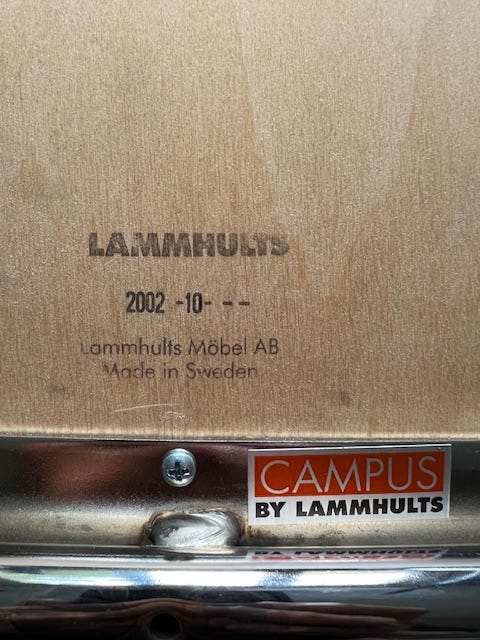 LAMMHULTS
2002 -10- - -
Lammhults Möbel AB
Made in Sweden
CAMPUS
BY LAMMHULTS